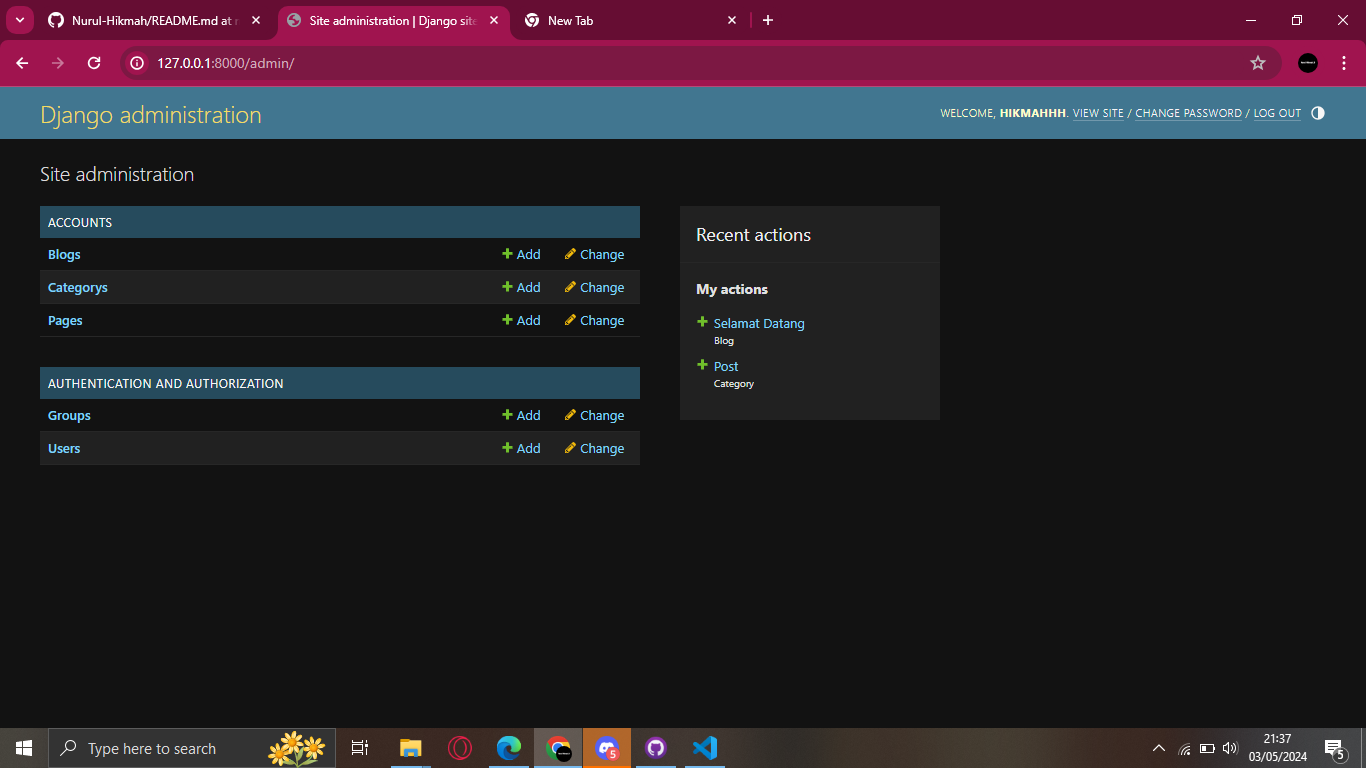 Nurul-Hikmah/README.md at
Site administration | Django site
New Tab
127.0.0.1:8000/admin/
Django administration
WELCOME, HIKMAHHH. VIEW SITE / CHANGE PASSWORD / LOG OUT
Site administration
ACCOUNTS
Blogs Add Change
Categorys Add Change
Pages Add Change
AUTHENTICATION AND AUTHORIZATION
Groups Add Change
Users Add Change
Recent actions
My actions
Selamat Datang
Blog
Post
Category
Type here to search
5
21:37
03/05/2024
5